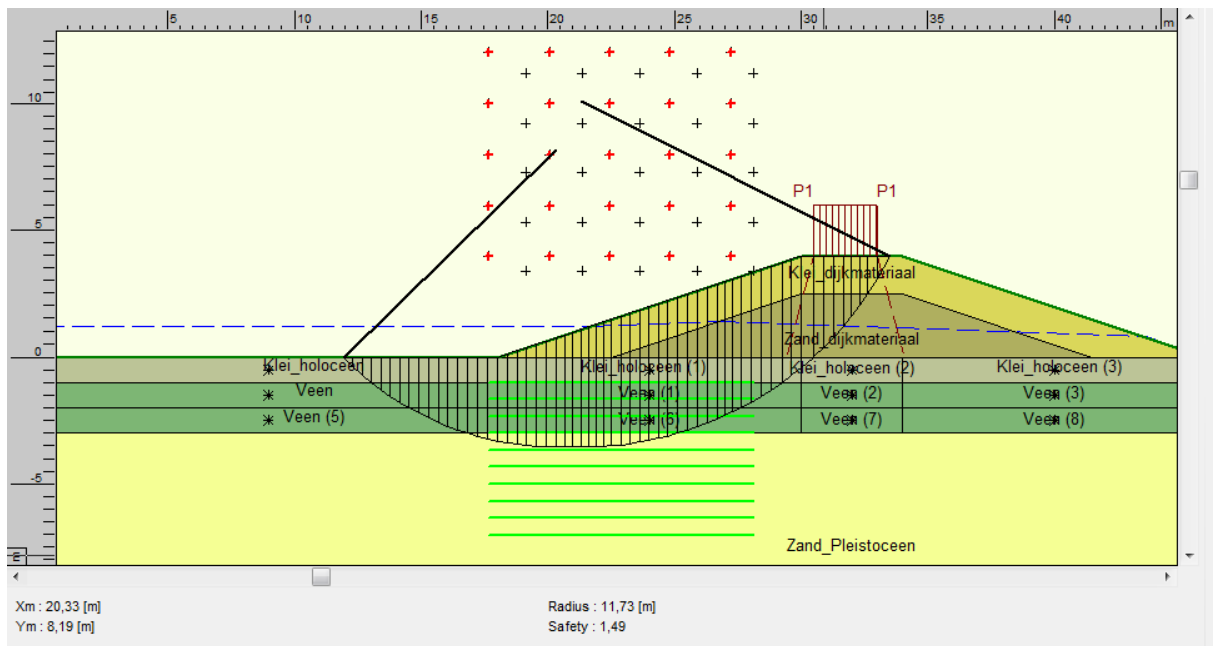 5 10 15 20 25 30 35 40 m
10
5
0
-5
P1 P1
Klei_dijkmateriaal
Zand_dijkmateriaal
Klei_holoceen Klei_holoceen (1) Klei_holoceen (2) Klei_holoceen (3)
Veen Veen (1) Veen (2) Veen (3)
Veen (5) Veen (6) Veen (7) Veen (8)
Zand_Pleistoceen
Xm : 20,33 [m] Radius : 11,73 [m]
Ym : 8,19 [m] Safety : 1,49